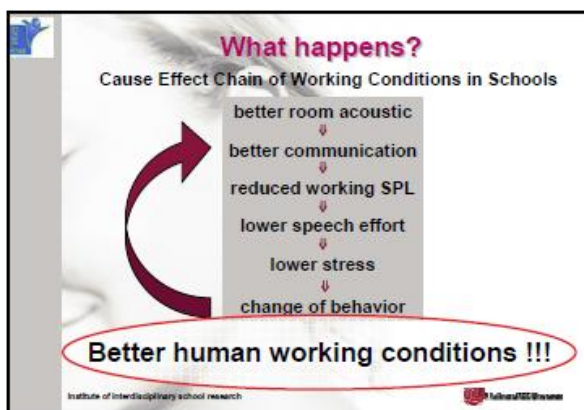 What happens?
Cause Effect Chain of Working Conditions in Schools
better room acoustic
better communication
reduced working SPL
lower speech effort
lower stress
change of behavior
Better human working conditions !!!
Institute of interdisciplinary school research